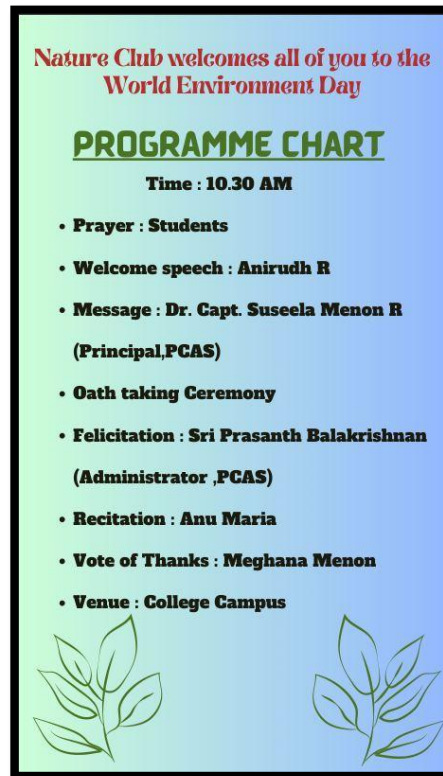 Nature Club welcomes all of you to the
World Environment Day
PROGRAMME CHART
Time : 10.30 AM
• Prayer : Students
• Welcome speech : Anirudh R
• Message : Dr. Capt. Suseela Menon R
(Principal,PCAS)
• Oath taking Ceremony
• Felicitation : Sri Prasanth Balakrishnan
(Administrator ,PCAS)
• Recitation : Anu Maria
• Vote of Thanks : Meghana Menon
• Venue : College Campus